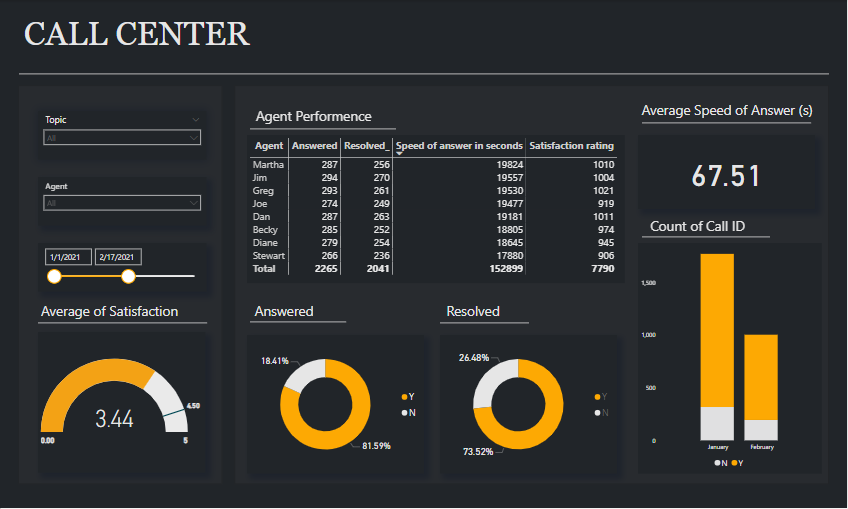 CALL CENTER
Topic
All
Agent
All
1/1/2021 2/17/2021
Average of Satisfaction
3.44
4.50
0.00
5
Agent Performence
Agent Answered Resolved_ Speed of answer in seconds Satisfaction rating
Martha 287 256 19824 1010
Jim 294 270 19557 1004
Greg 293 261 19530 1021
Joe 274 249 19477 919
Dan 287 263 19181 1011
Becky 285 252 18805 974
Diane 279 254 18645 945
Stewart 266 236 17880 906
Total 2265 2041 152899 7790
Answered
18.41%
81.59%
Y
N
Resolved
26.48%
73.52%
Y
N
Average Speed of Answer (s)
67.51
Count of Call ID
1,500
1,000
500
0
January February
N Y